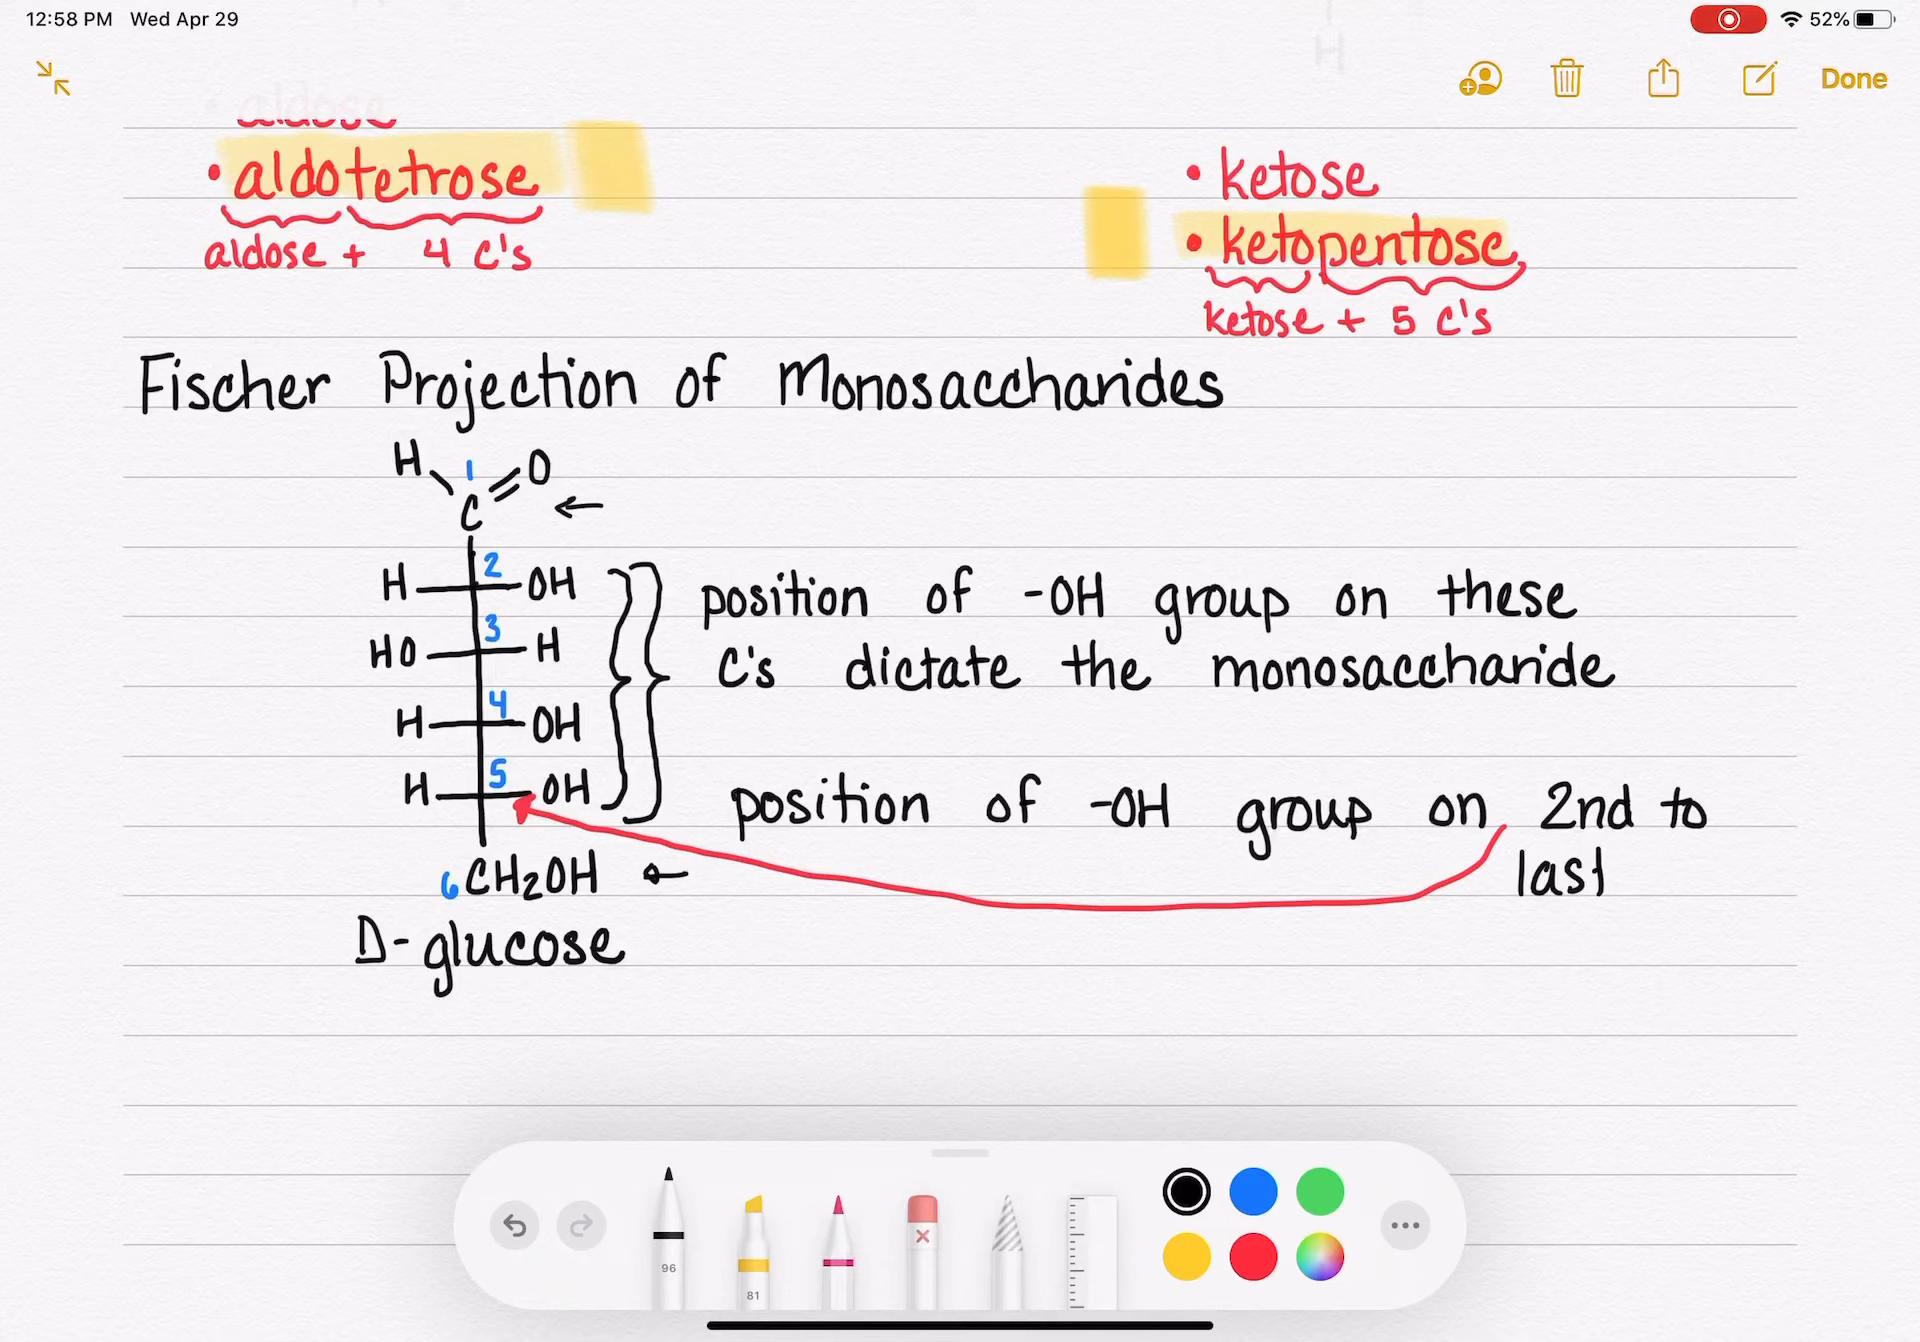 12:58 PM Wed Apr 29
52%
Done
aldose
• aldotetrose
aldose + 4 C's
• ketose
• ketopentose
ketose + 5 C's
Fischer Projection of Monosaccharides
H 1 O
C
H 2 OH
HO 3 H
H 4 OH
H 5 OH
6 CH2OH
D-glucose
position of -OH group on these
C's dictate the monosaccharide
position of -OH group on 2nd to
last
96
81
H